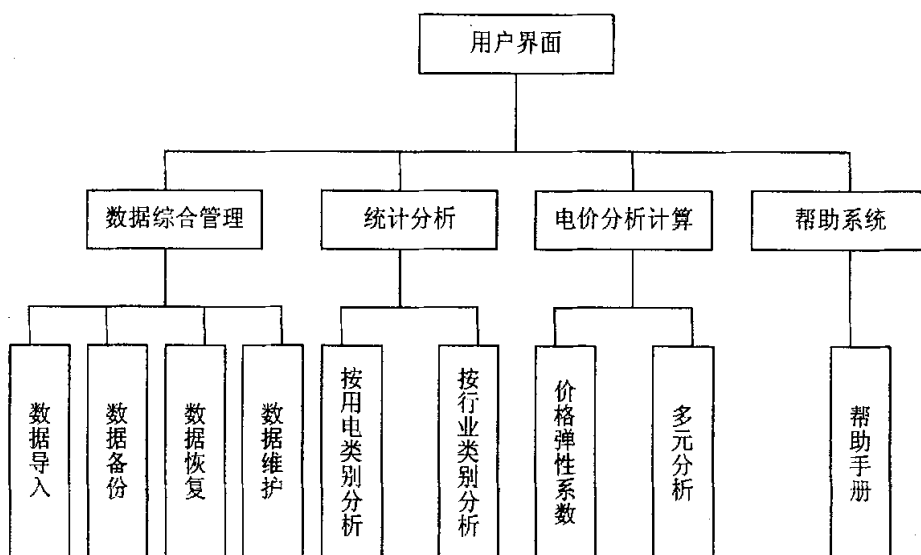 用户界面
数据综合管理
统计分析
电价分析计算
帮助系统
数据导入
数据备份
数据恢复
数据维护
按用电类别分析
按行业类别分析
价格弹性系数
多元分析
帮助手册